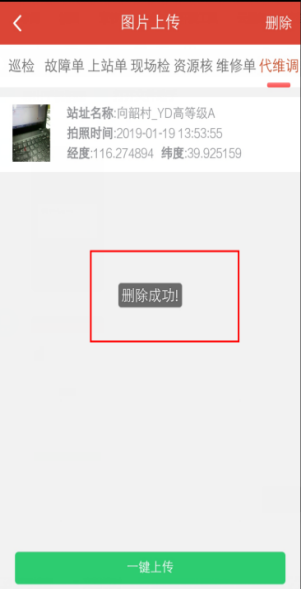 图片上传 删除
巡检 故障单 上站单 现场检 资源核 维修单 代维调
站址名称:向韶村_YD高等级A
拍照时间:2019-01-19 13:53:55
经度:116.274894 纬度:39.925159
删除成功!
一键上传